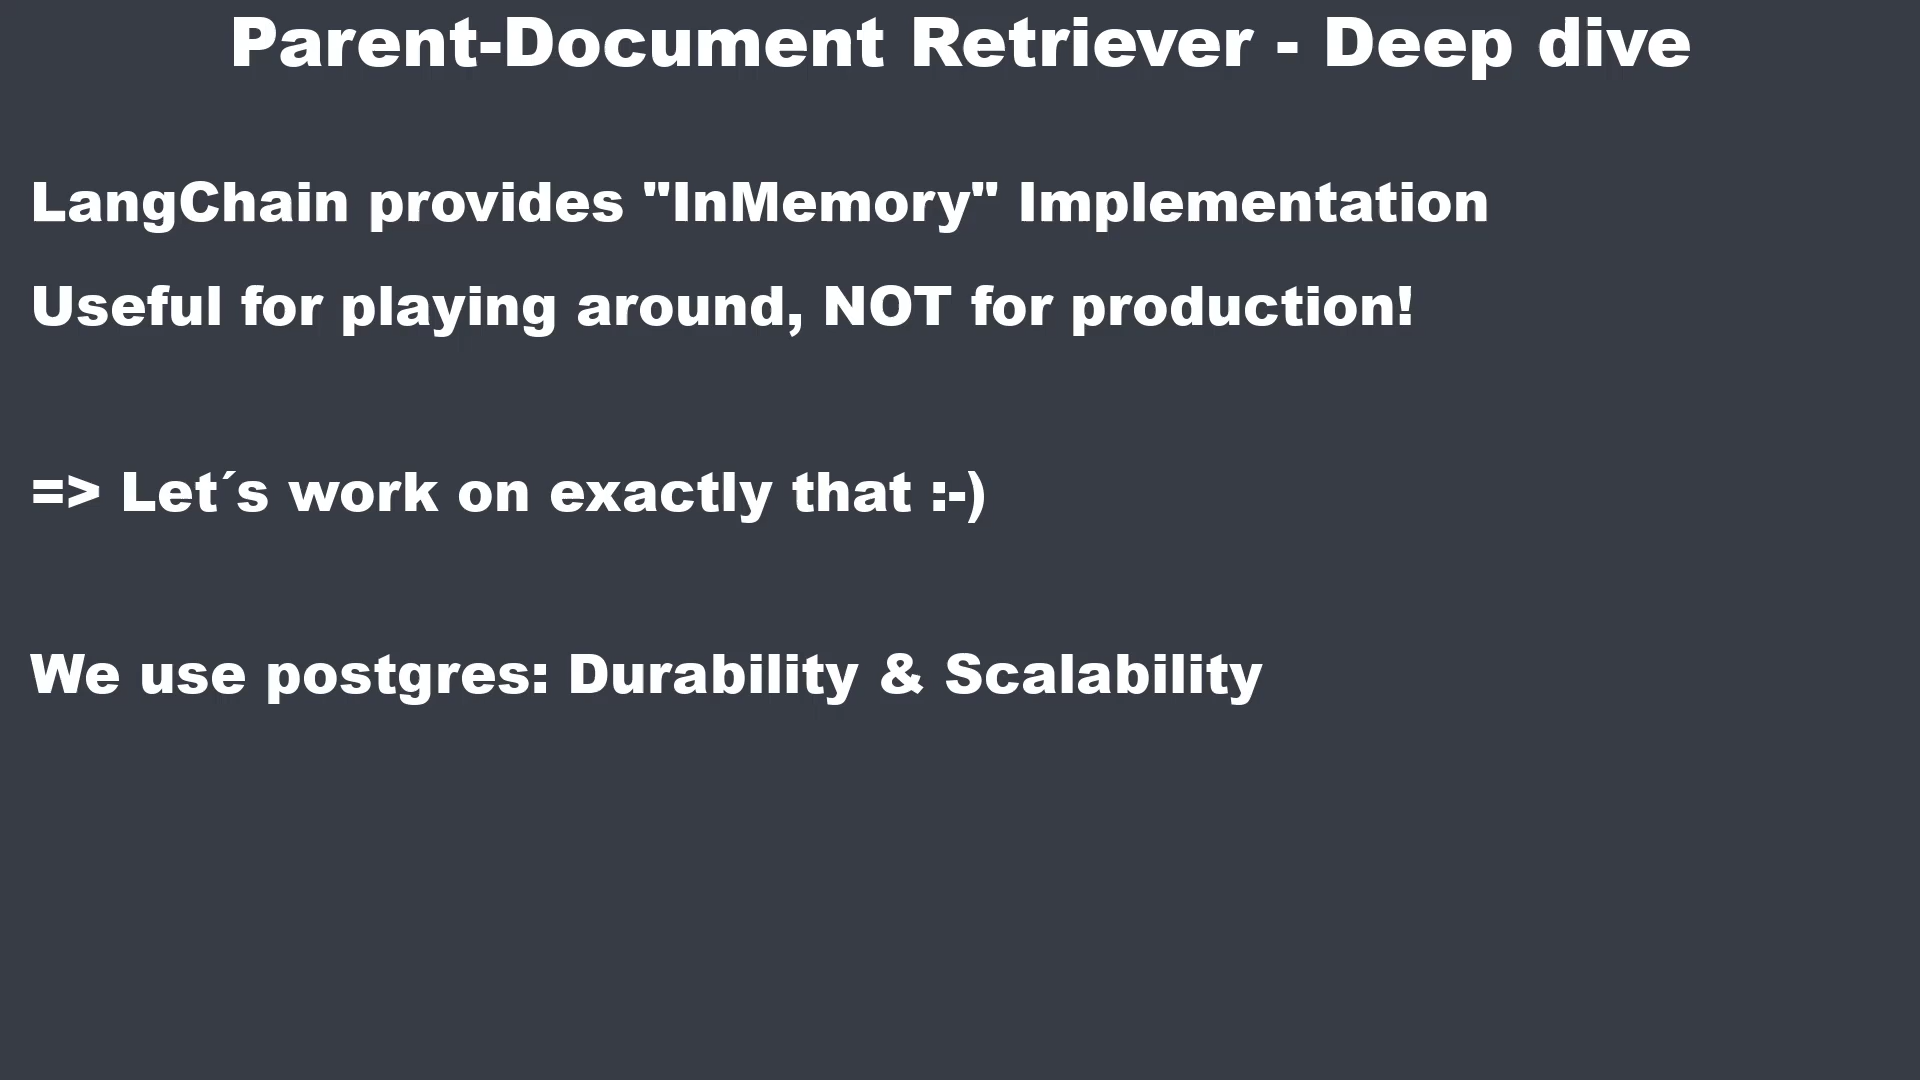 Parent-Document Retriever - Deep dive
LangChain provides "InMemory" Implementation
Useful for playing around, NOT for production!
=> Let´s work on exactly that :-)
We use postgres: Durability & Scalability